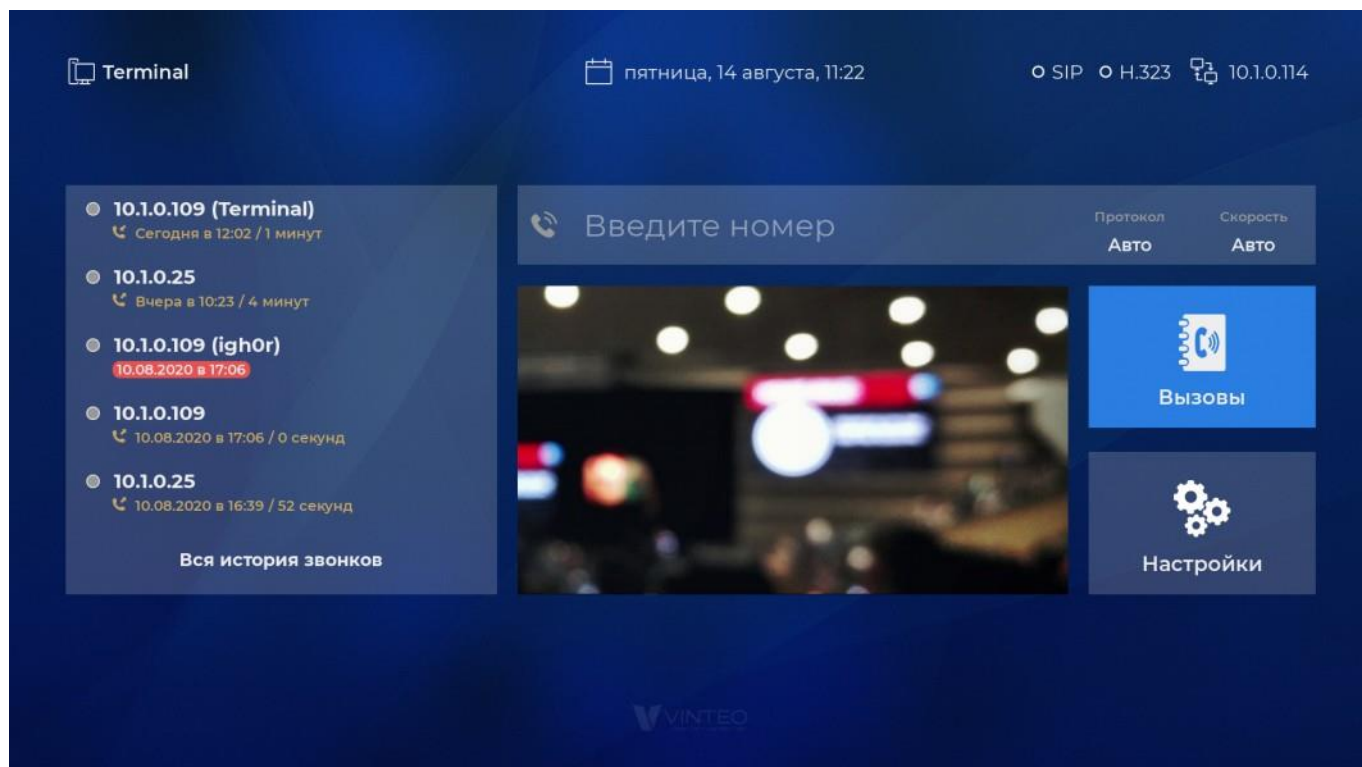 Terminal
пятница, 14 августа, 11:22
SIP H.323 10.1.0.114
10.1.0.109 (Terminal)
Сегодня в 12:02 / 1 минут
10.1.0.25
Вчера в 10:23 / 4 минут
10.1.0.109 (igh0r)
10.08.2020 в 17:06
10.1.0.109
10.08.2020 в 17:06 / 0 секунд
10.1.0.25
10.08.2020 в 16:39 / 52 секунд
Вся история звонков
Введите номер
Протокол Скорость
Авто Авто
Вызовы
Настройки
VINTEO